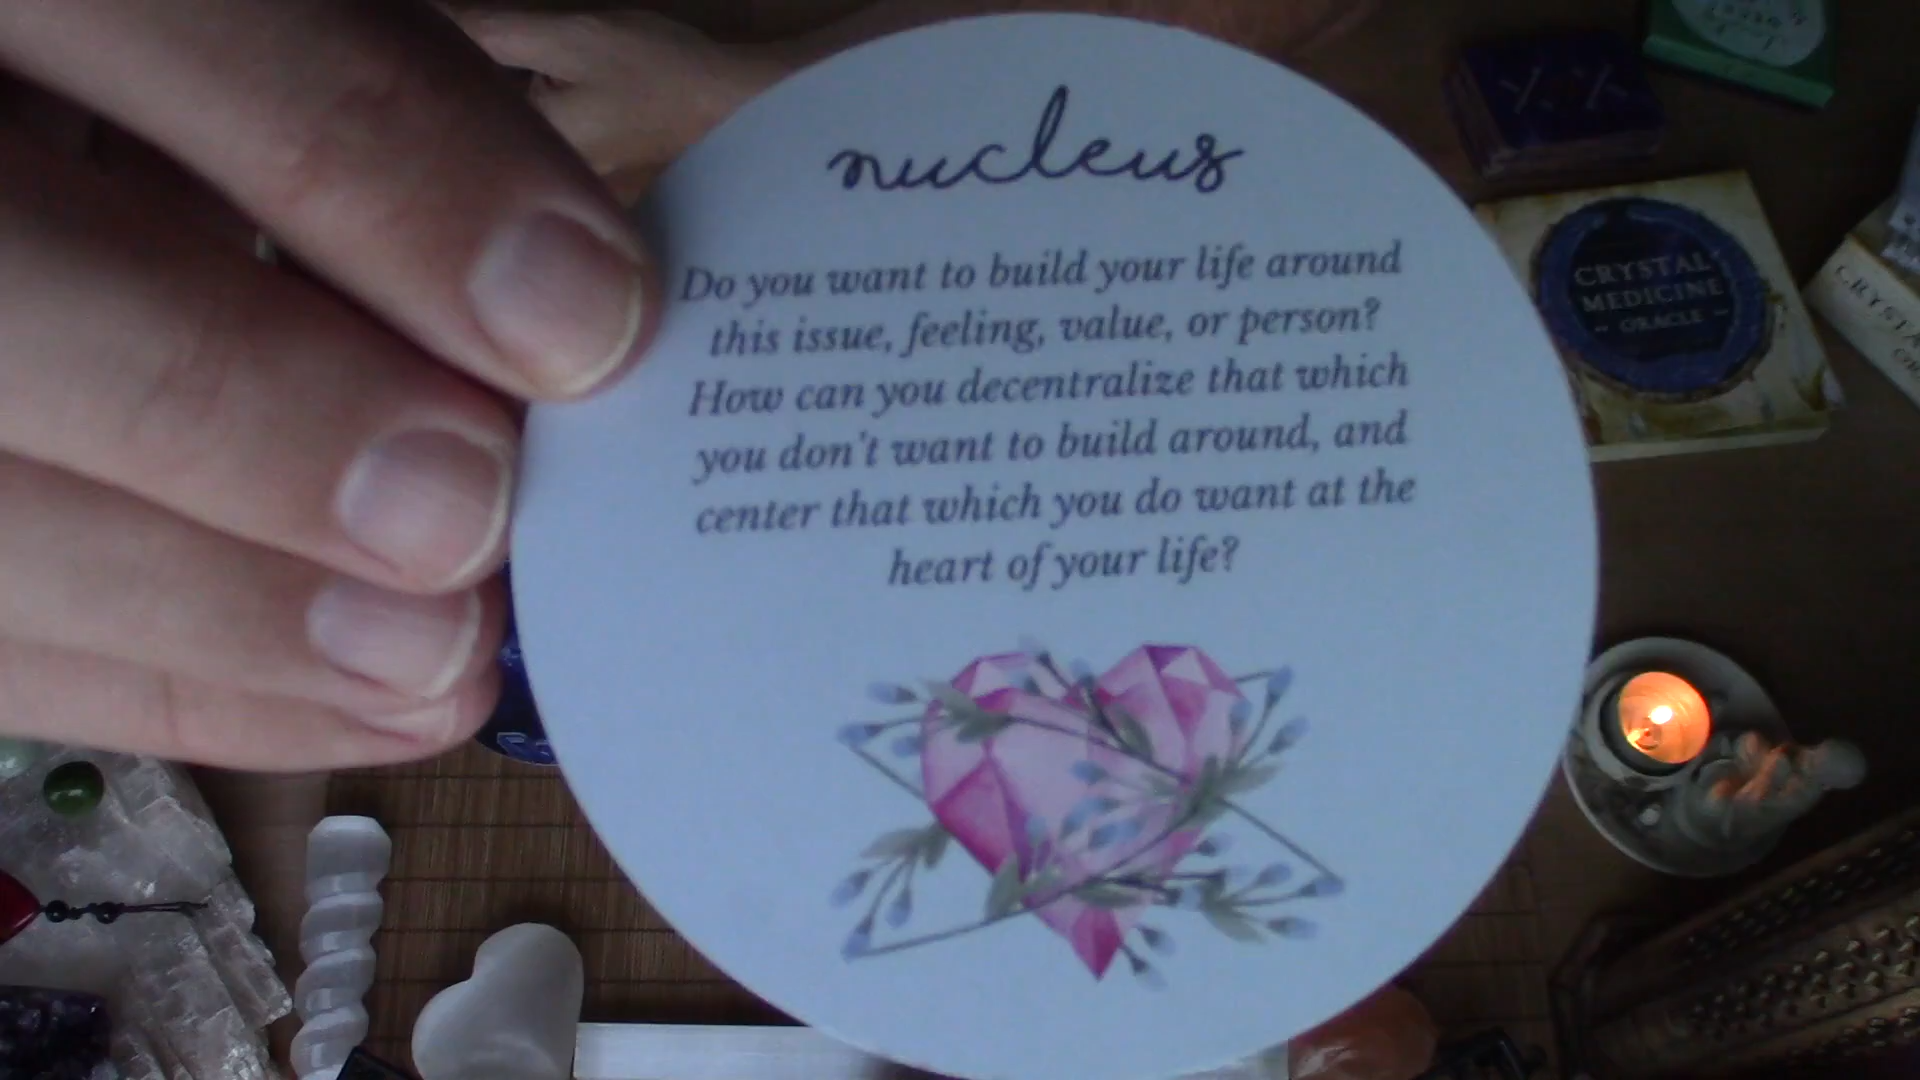 nucleus
Do you want to build your life around
this issue, feeling, value, or person?
How can you decentralize that which
you don't want to build around, and
center that which you do want at the
heart of your life?
CRYSTAL
MEDICINE
ORACLE